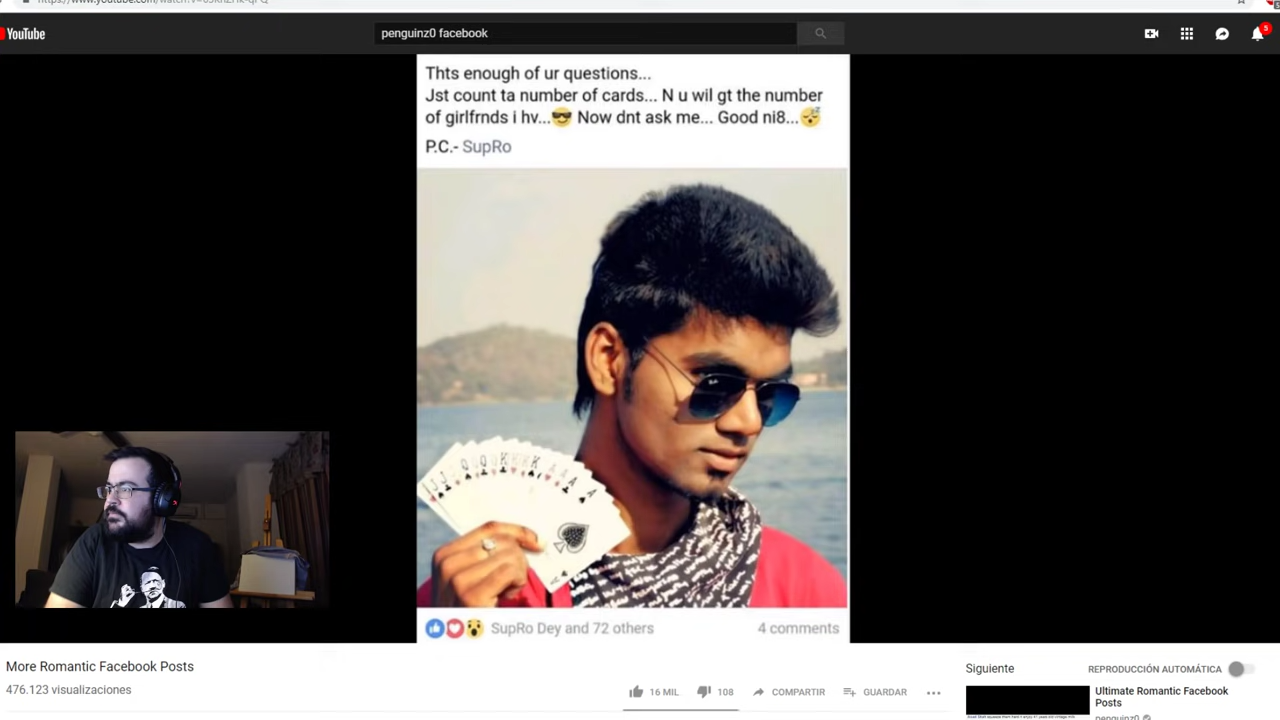 YouTube
penguinz0 facebook
5
Thts enough of ur questions...
Jst count ta number of cards... N u wil gt the number
of girlfrnds i hv...😎 Now dnt ask me... Good ni8...😴
P.C.- SupRo
J J J Q Q Q Q K K K K A A A A
SupRo Dey and 72 others
4 comments
More Romantic Facebook Posts
476.123 visualizaciones
16 MIL
108
COMPARTIR
GUARDAR
Siguiente
REPRODUCCIÓN AUTOMÁTICA
Ultimate Romantic Facebook
Posts
penguinz0